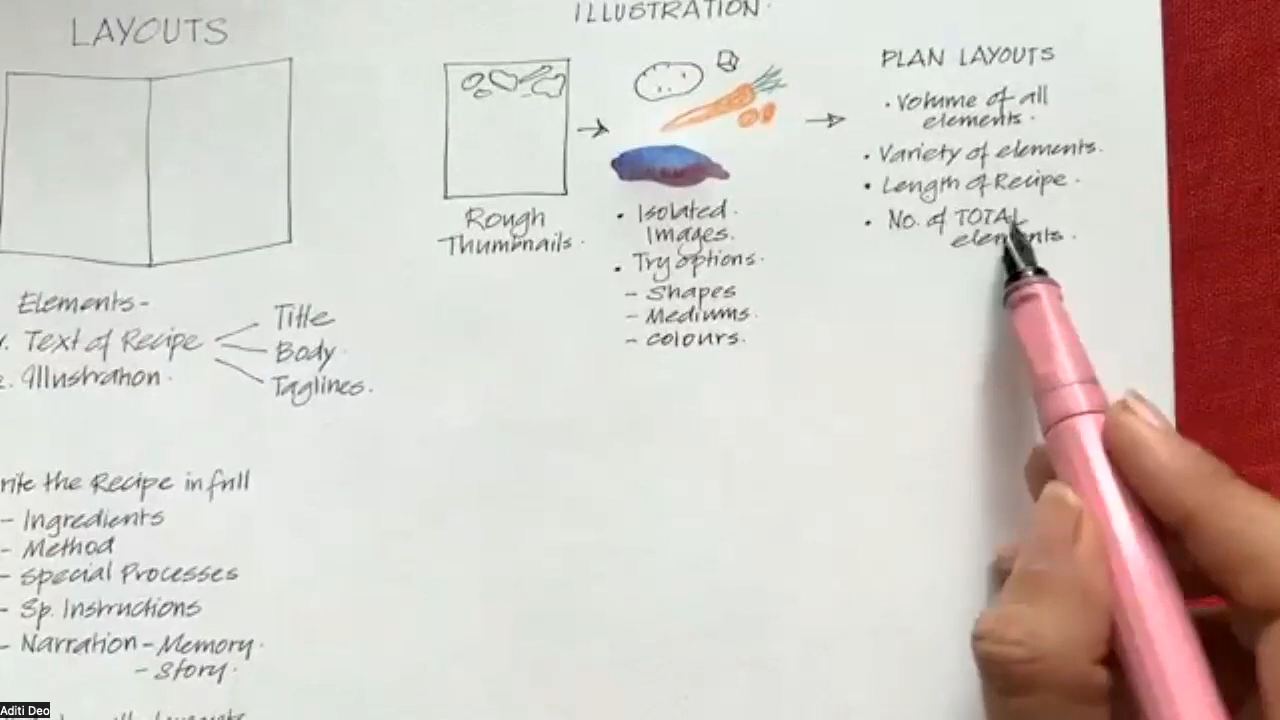 LAYOUTS
Elements-
Text of Recipe
Title
Body.
Taglines.
Illustration.
the Recipe in full
- Ingredients
- Method
- Special Processes
- Sp. Instructions
- Narration - Memory.
- Story.
ILLUSTRATION.
Rough
Thumbnails.
• Isolated.
Images.
• Try options.
- Shapes
- Mediums.
- Colours.
PLAN LAYOUTS
• Volume of all
elements.
• Variety of elements.
• Length of Recipe.
• No. of TOTAL
elements.
Aditi Deo